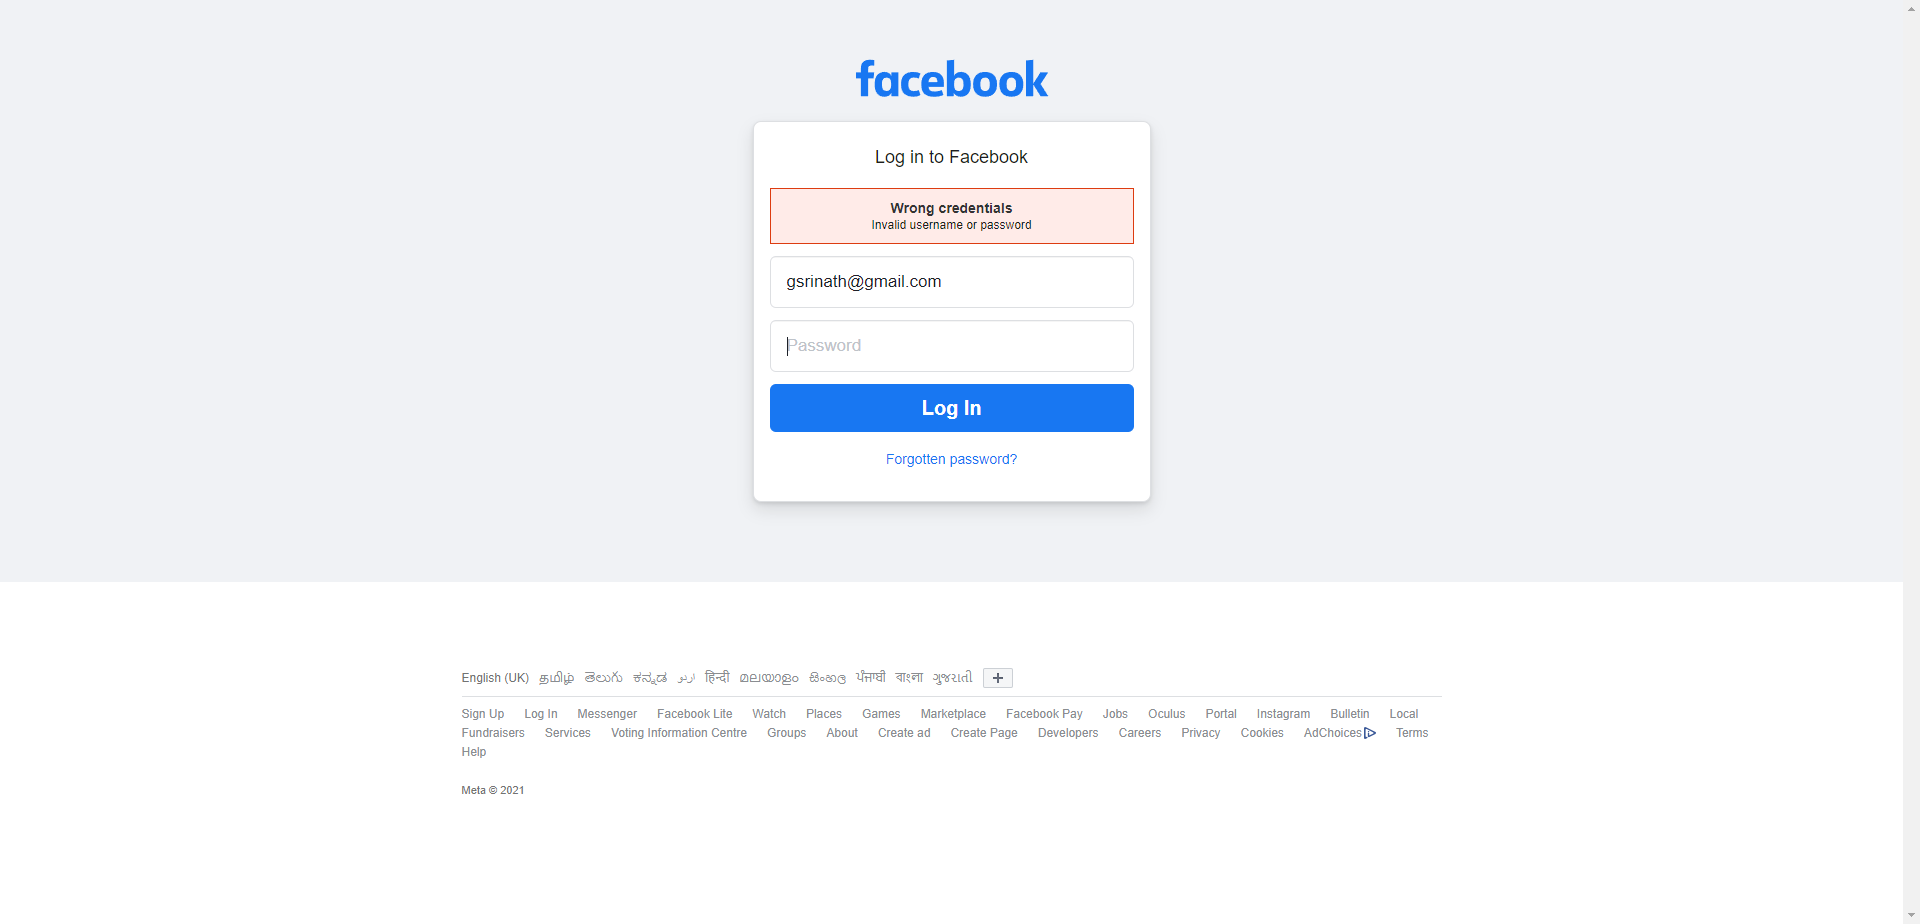 facebook
Log in to Facebook
Wrong credentials
Invalid username or password
gsrinath@gmail.com
Password
Log In
Forgotten password?
English (UK) தமிழ் తెలుగు ಕನ್ನಡ اردو हिन्दी മലയാളം සිංහල ਪੰਜਾਬੀ বাংলা ગુજરાતી +
Sign Up Log In Messenger Facebook Lite Watch Places Games Marketplace Facebook Pay Jobs Oculus Portal Instagram Bulletin Local
Fundraisers Services Voting Information Centre Groups About Create ad Create Page Developers Careers Privacy Cookies AdChoices Terms
Help
Meta © 2021